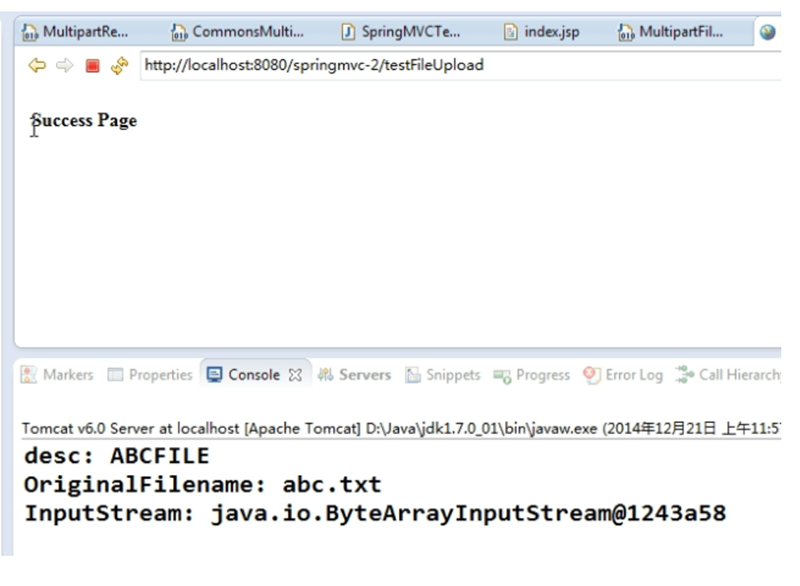 MultipartRe... CommonsMulti... SpringMVCTe... index.jsp MultipartFil...
http://localhost:8080/springmvc-2/testFileUpload
Success Page
Markers Properties Console Servers Snippets Progress Error Log Call Hierarch
Tomcat v6.0 Server at localhost [Apache Tomcat] D:\Java\jdk1.7.0_01\bin\javaw.exe (2014年12月21日 上午11:5
desc: ABCFILE
OriginalFilename: abc.txt
InputStream: java.io.ByteArrayInputStream@1243a58